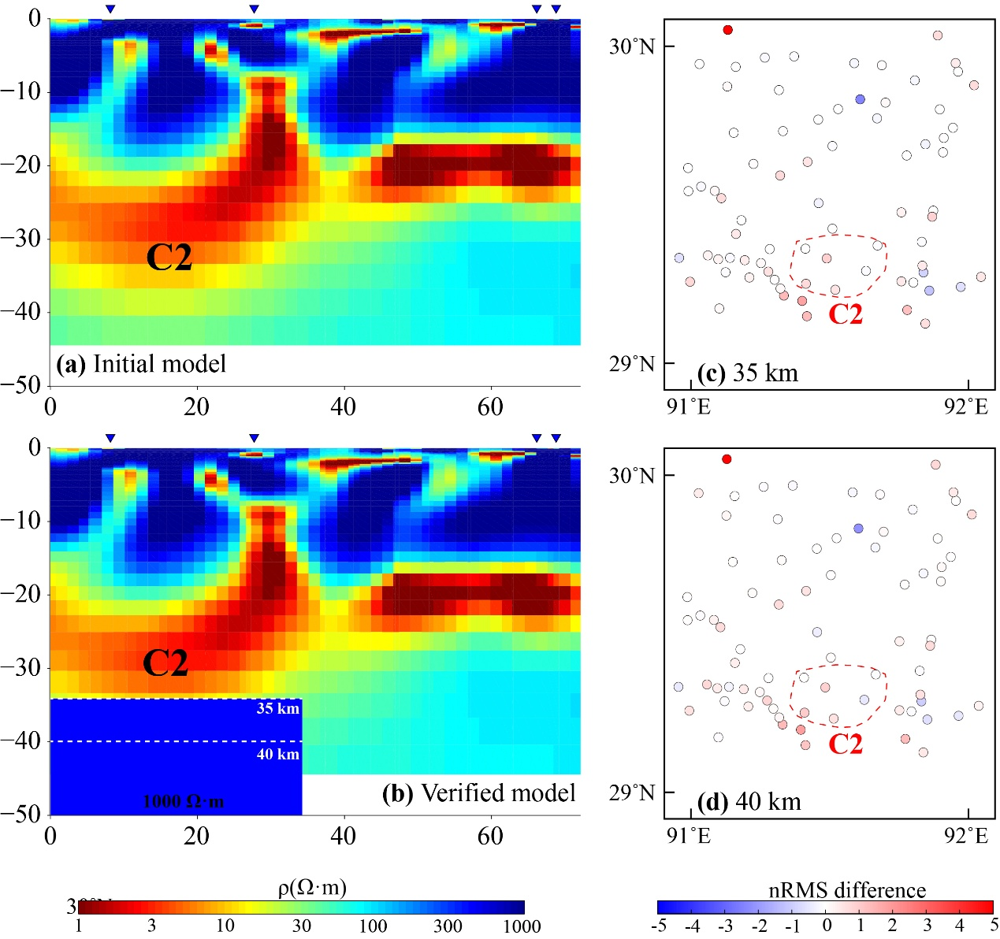 0
−10
−20
−30
−40
−50
C2
(a) Initial model
0 20 40 60
30°N
29°N
C2
(c) 35 km
91°E 92°E
0
−10
−20
−30
−40
−50
C2
35 km
40 km
1000 Ω·m
(b) Verified model
0 20 40 60
30°N
29°N
C2
(d) 40 km
91°E 92°E
ρ(Ω·m)
1 3 10 30 100 300 1000
nRMS difference
-5 -4 -3 -2 -1 0 1 2 3 4 5